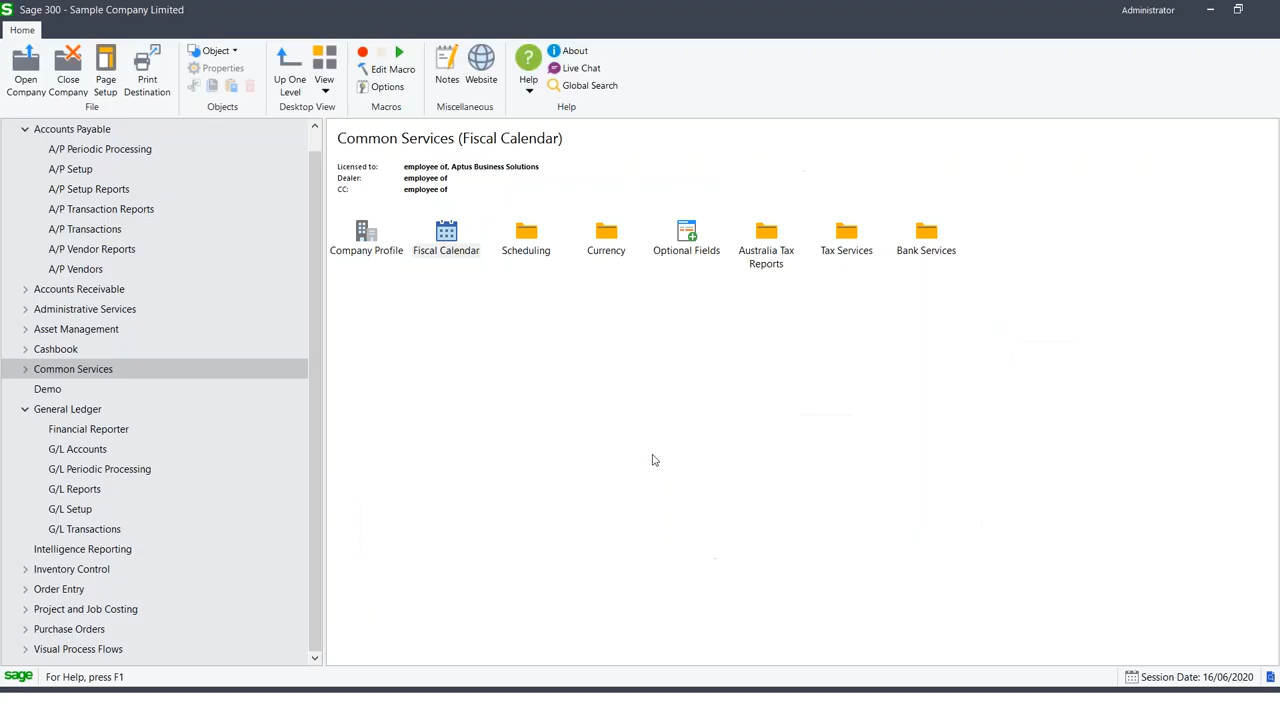 Sage 300 - Sample Company Limited
Administrator
Home
Open Company
Close Company
Page Setup
Print Destination
File
Object
Properties
Objects
Up One Level
View
Desktop View
Edit Macro
Options
Macros
Notes
Website
Miscellaneous
Help
About
Live Chat
Global Search
Help
Accounts Payable
A/P Periodic Processing
A/P Setup
A/P Setup Reports
A/P Transaction Reports
A/P Transactions
A/P Vendor Reports
A/P Vendors
Accounts Receivable
Administrative Services
Asset Management
Cashbook
Common Services
Demo
General Ledger
Financial Reporter
G/L Accounts
G/L Periodic Processing
G/L Reports
G/L Setup
G/L Transactions
Intelligence Reporting
Inventory Control
Order Entry
Project and Job Costing
Purchase Orders
Visual Process Flows
Common Services (Fiscal Calendar)
Licensed to: employee of, Aptus Business Solutions
Dealer: employee of
CC: employee of
Company Profile
Fiscal Calendar
Scheduling
Currency
Optional Fields
Australia Tax
Reports
Tax Services
Bank Services
sage
For Help, press F1
Session Date: 16/06/2020